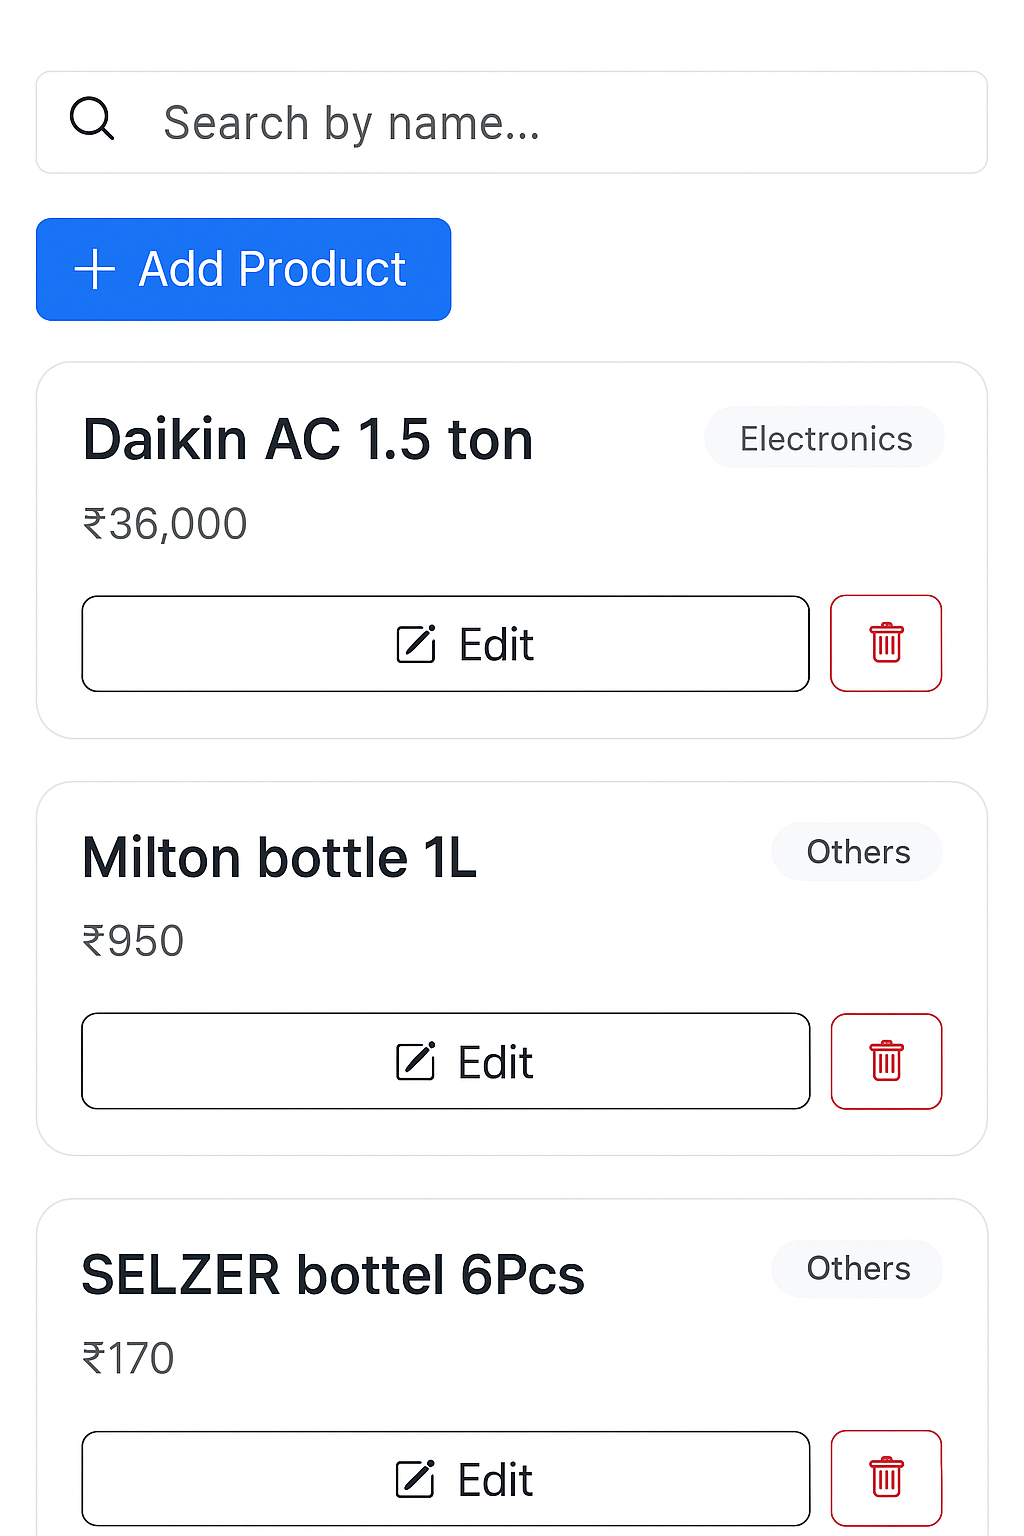 Search by name...
Add Product
Daikin AC 1.5 ton
Electronics
₹36,000
Edit
Milton bottle 1L
Others
₹950
Edit
SELZER bottel 6Pcs
Others
₹170
Edit